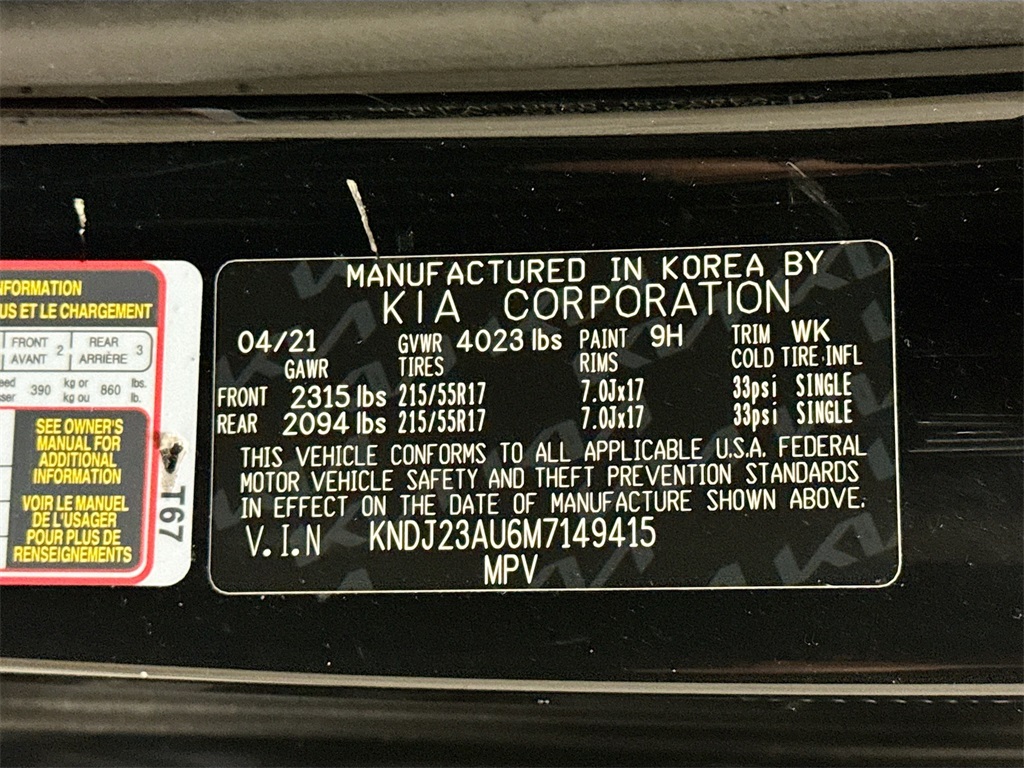 NFORMATION
US ET LE CHARGEMENT
FRONT AVANT 2 REAR ARRIÈRE 3
390 kg or kg ou 860 lbs. lb.
SEE OWNER'S
MANUAL FOR
ADDITIONAL
INFORMATION
VOIR LE MANUEL
DE L'USAGER
POUR PLUS DE
RENSEIGNEMENTS
T67
MANUFACTURED IN KOREA BY
KIA CORPORATION
04/21 GVWR 4023 lbs PAINT 9H TRIM WK
GAWR TIRES RIMS COLD TIRE INFL
FRONT 2315 lbs 215/55R17 7.0Jx17 33psi SINGLE
REAR 2094 lbs 215/55R17 7.0Jx17 33psi SINGLE
THIS VEHICLE CONFORMS TO ALL APPLICABLE U.S.A. FEDERAL
MOTOR VEHICLE SAFETY AND THEFT PREVENTION STANDARDS
IN EFFECT ON THE DATE OF MANUFACTURE SHOWN ABOVE.
V.I.N KNDJ23AU6M7149415
MPV